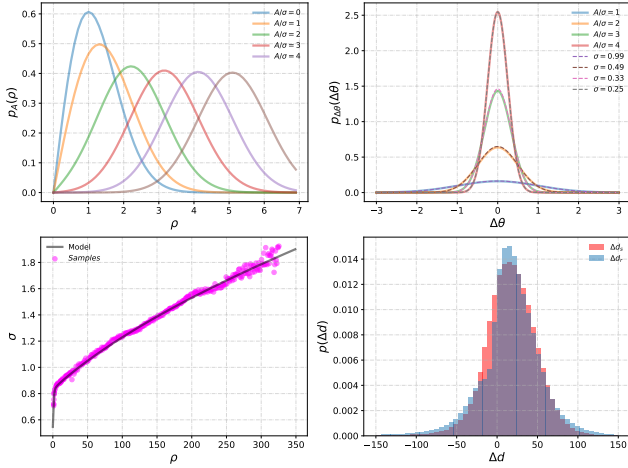 A/σ = 0
A/σ = 1
A/σ = 2
A/σ = 3
A/σ = 4
p_A(ρ)
0.6
0.5
0.4
0.3
0.2
0.1
0.0
0 1 2 3 4 5 6 7
ρ
A/σ = 1
A/σ = 2
A/σ = 3
A/σ = 4
σ = 0.99
σ = 0.49
σ = 0.33
σ = 0.25
p_Δθ(Δθ)
2.5
2.0
1.5
1.0
0.5
0.0
−3 −2 −1 0 1 2 3
Δθ
Model
Samples
σ
1.8
1.6
1.4
1.2
1.0
0.8
0.6
0 50 100 150 200 250 300 350
ρ
Δd_s
Δd_r
p(Δd)
0.014
0.012
0.010
0.008
0.006
0.004
0.002
0.000
−150 −100 −50 0 50 100 150
Δd